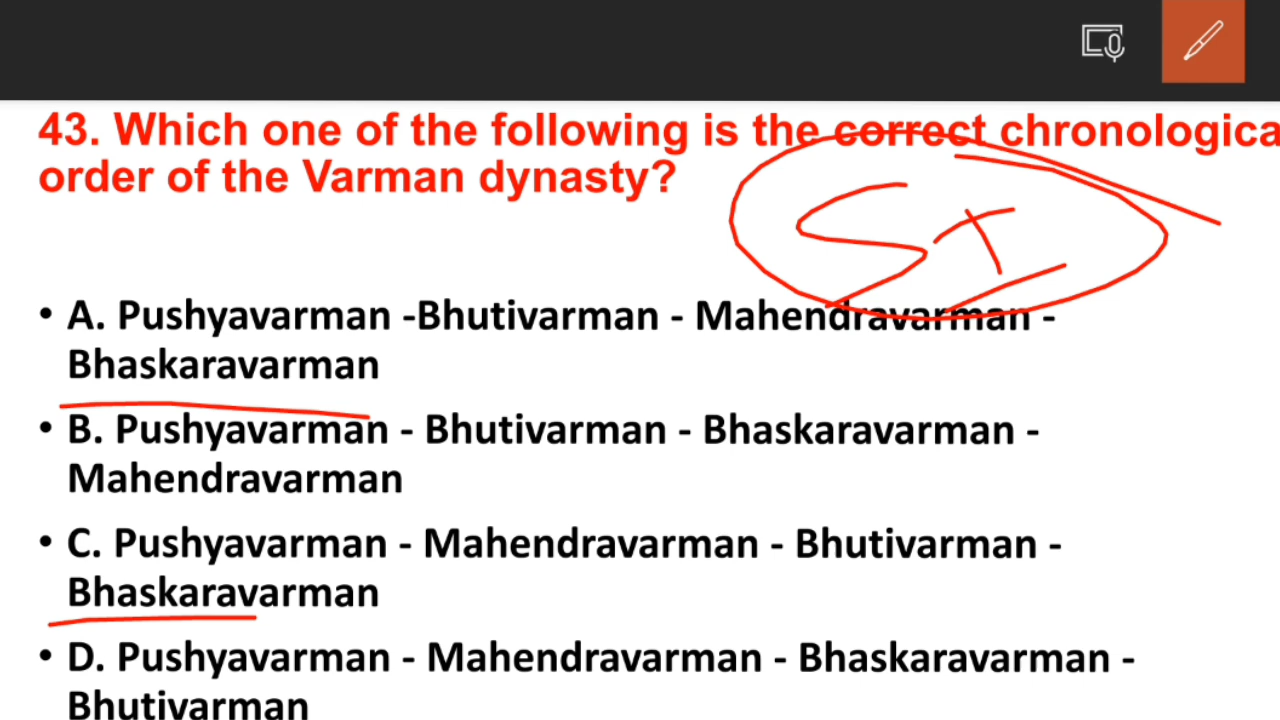 43. Which one of the following is the correct chronologica
order of the Varman dynasty?
SI
• A. Pushyavarman -Bhutivarman - Mahendravarman -
Bhaskaravarman
• B. Pushyavarman - Bhutivarman - Bhaskaravarman -
Mahendravarman
• C. Pushyavarman - Mahendravarman - Bhutivarman -
Bhaskaravarman
• D. Pushyavarman - Mahendravarman - Bhaskaravarman -
Bhutivarman